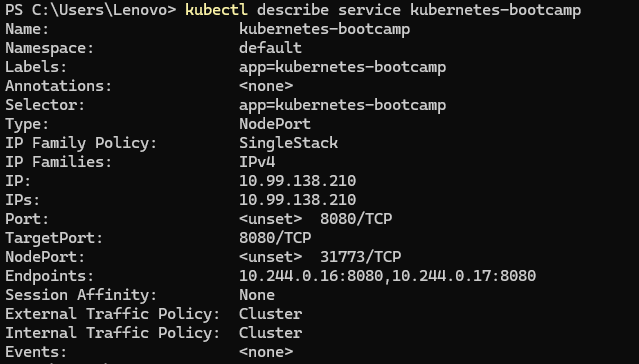 PS C:\Users\Lenovo> kubectl describe service kubernetes-bootcamp
Name:                     kubernetes-bootcamp
Namespace:                default
Labels:                   app=kubernetes-bootcamp
Annotations:              <none>
Selector:                 app=kubernetes-bootcamp
Type:                     NodePort
IP Family Policy:         SingleStack
IP Families:              IPv4
IP:                       10.99.138.210
IPs:                      10.99.138.210
Port:                     <unset>  8080/TCP
TargetPort:               8080/TCP
NodePort:                 <unset>  31773/TCP
Endpoints:                10.244.0.16:8080,10.244.0.17:8080
Session Affinity:         None
External Traffic Policy:  Cluster
Internal Traffic Policy:  Cluster
Events:                   <none>